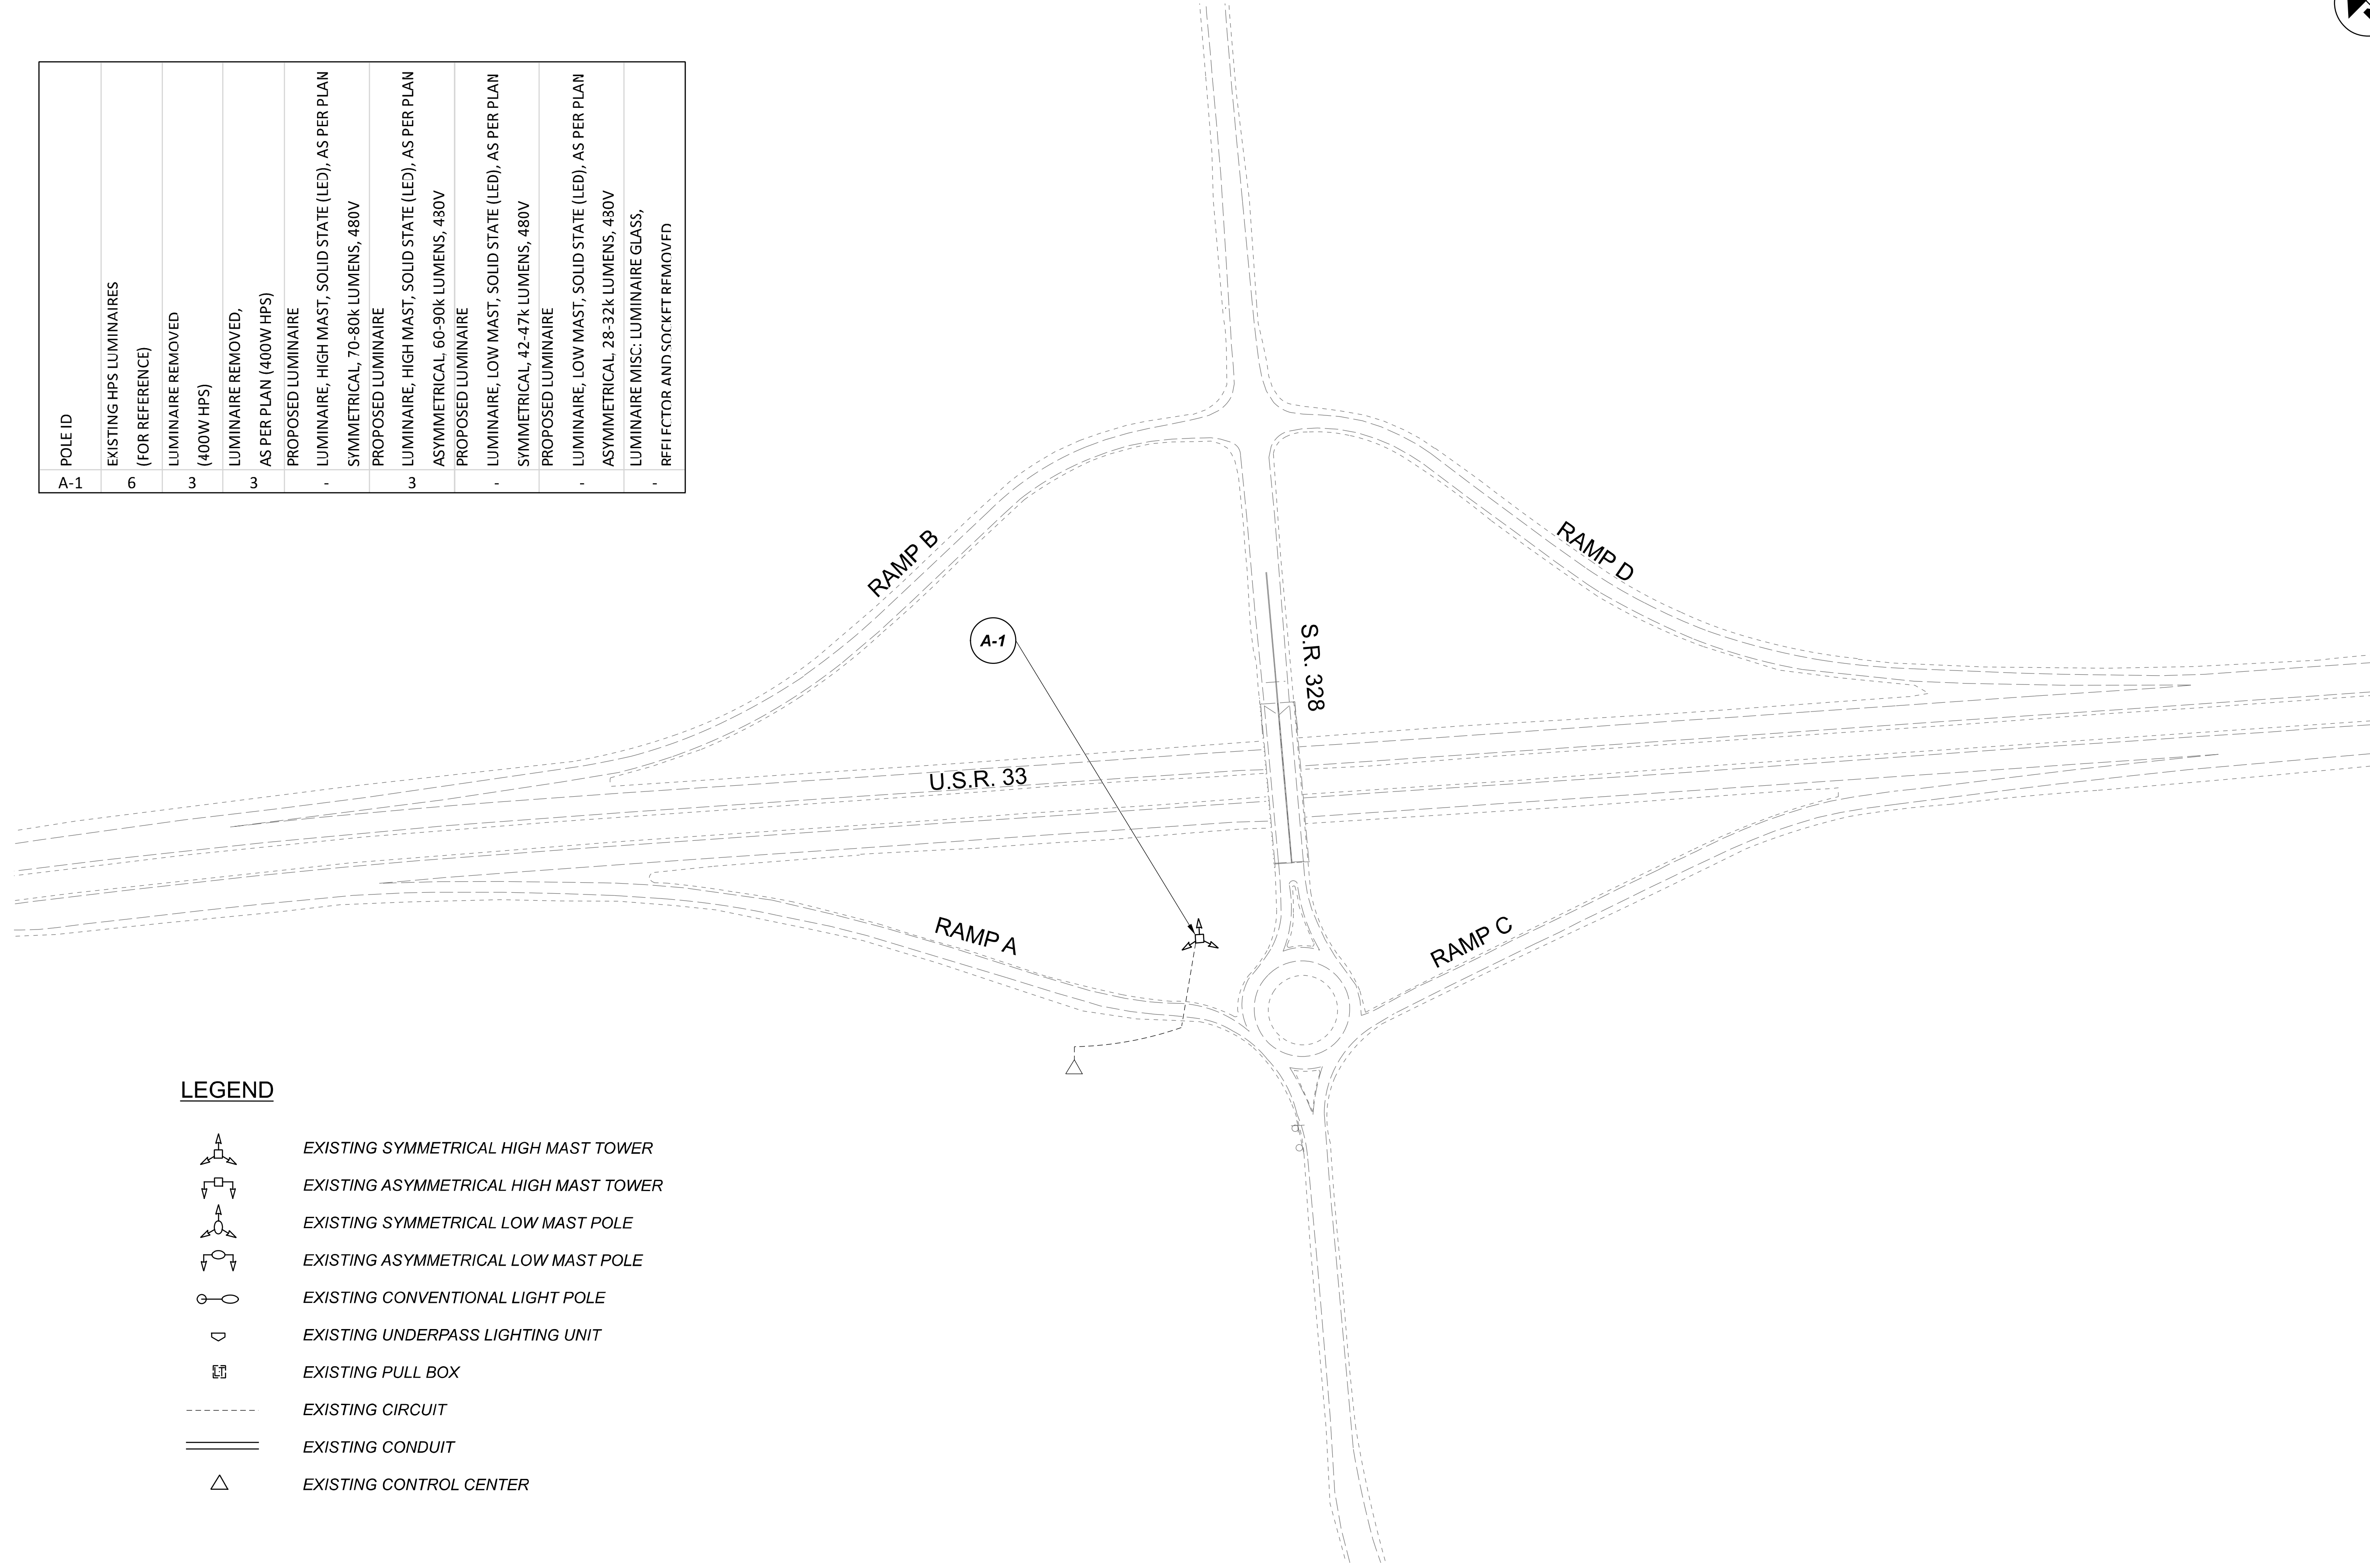 POLE ID
EXISTING HPS LUMINAIRES
(FOR REFERENCE)
LUMINAIRE REMOVED
(400W HPS)
LUMINAIRE REMOVED,
AS PER PLAN (400W HPS)
PROPOSED LUMINAIRE
LUMINAIRE, HIGH MAST, SOLID STATE (LED), AS PER PLAN
SYMMETRICAL, 70-80k LUMENS, 480V
PROPOSED LUMINAIRE
LUMINAIRE, HIGH MAST, SOLID STATE (LED), AS PER PLAN
ASYMMETRICAL, 60-90k LUMENS, 480V
PROPOSED LUMINAIRE
LUMINAIRE, LOW MAST, SOLID STATE (LED), AS PER PLAN
SYMMETRICAL, 42-47k LUMENS, 480V
PROPOSED LUMINAIRE
LUMINAIRE, LOW MAST, SOLID STATE (LED), AS PER PLAN
ASYMMETRICAL, 28-32k LUMENS, 480V
LUMINAIRE MISC: LUMINAIRE GLASS,
REFLECTOR AND SOCKET REMOVED
A-1 6 3 3 - 3 - - -
RAMP B
RAMP D
A-1
S.R. 328
U.S.R. 33
RAMP A
RAMP C
LEGEND
EXISTING SYMMETRICAL HIGH MAST TOWER
EXISTING ASYMMETRICAL HIGH MAST TOWER
EXISTING SYMMETRICAL LOW MAST POLE
EXISTING ASYMMETRICAL LOW MAST POLE
EXISTING CONVENTIONAL LIGHT POLE
EXISTING UNDERPASS LIGHTING UNIT
LT EXISTING PULL BOX
EXISTING CIRCUIT
EXISTING CONDUIT
EXISTING CONTROL CENTER